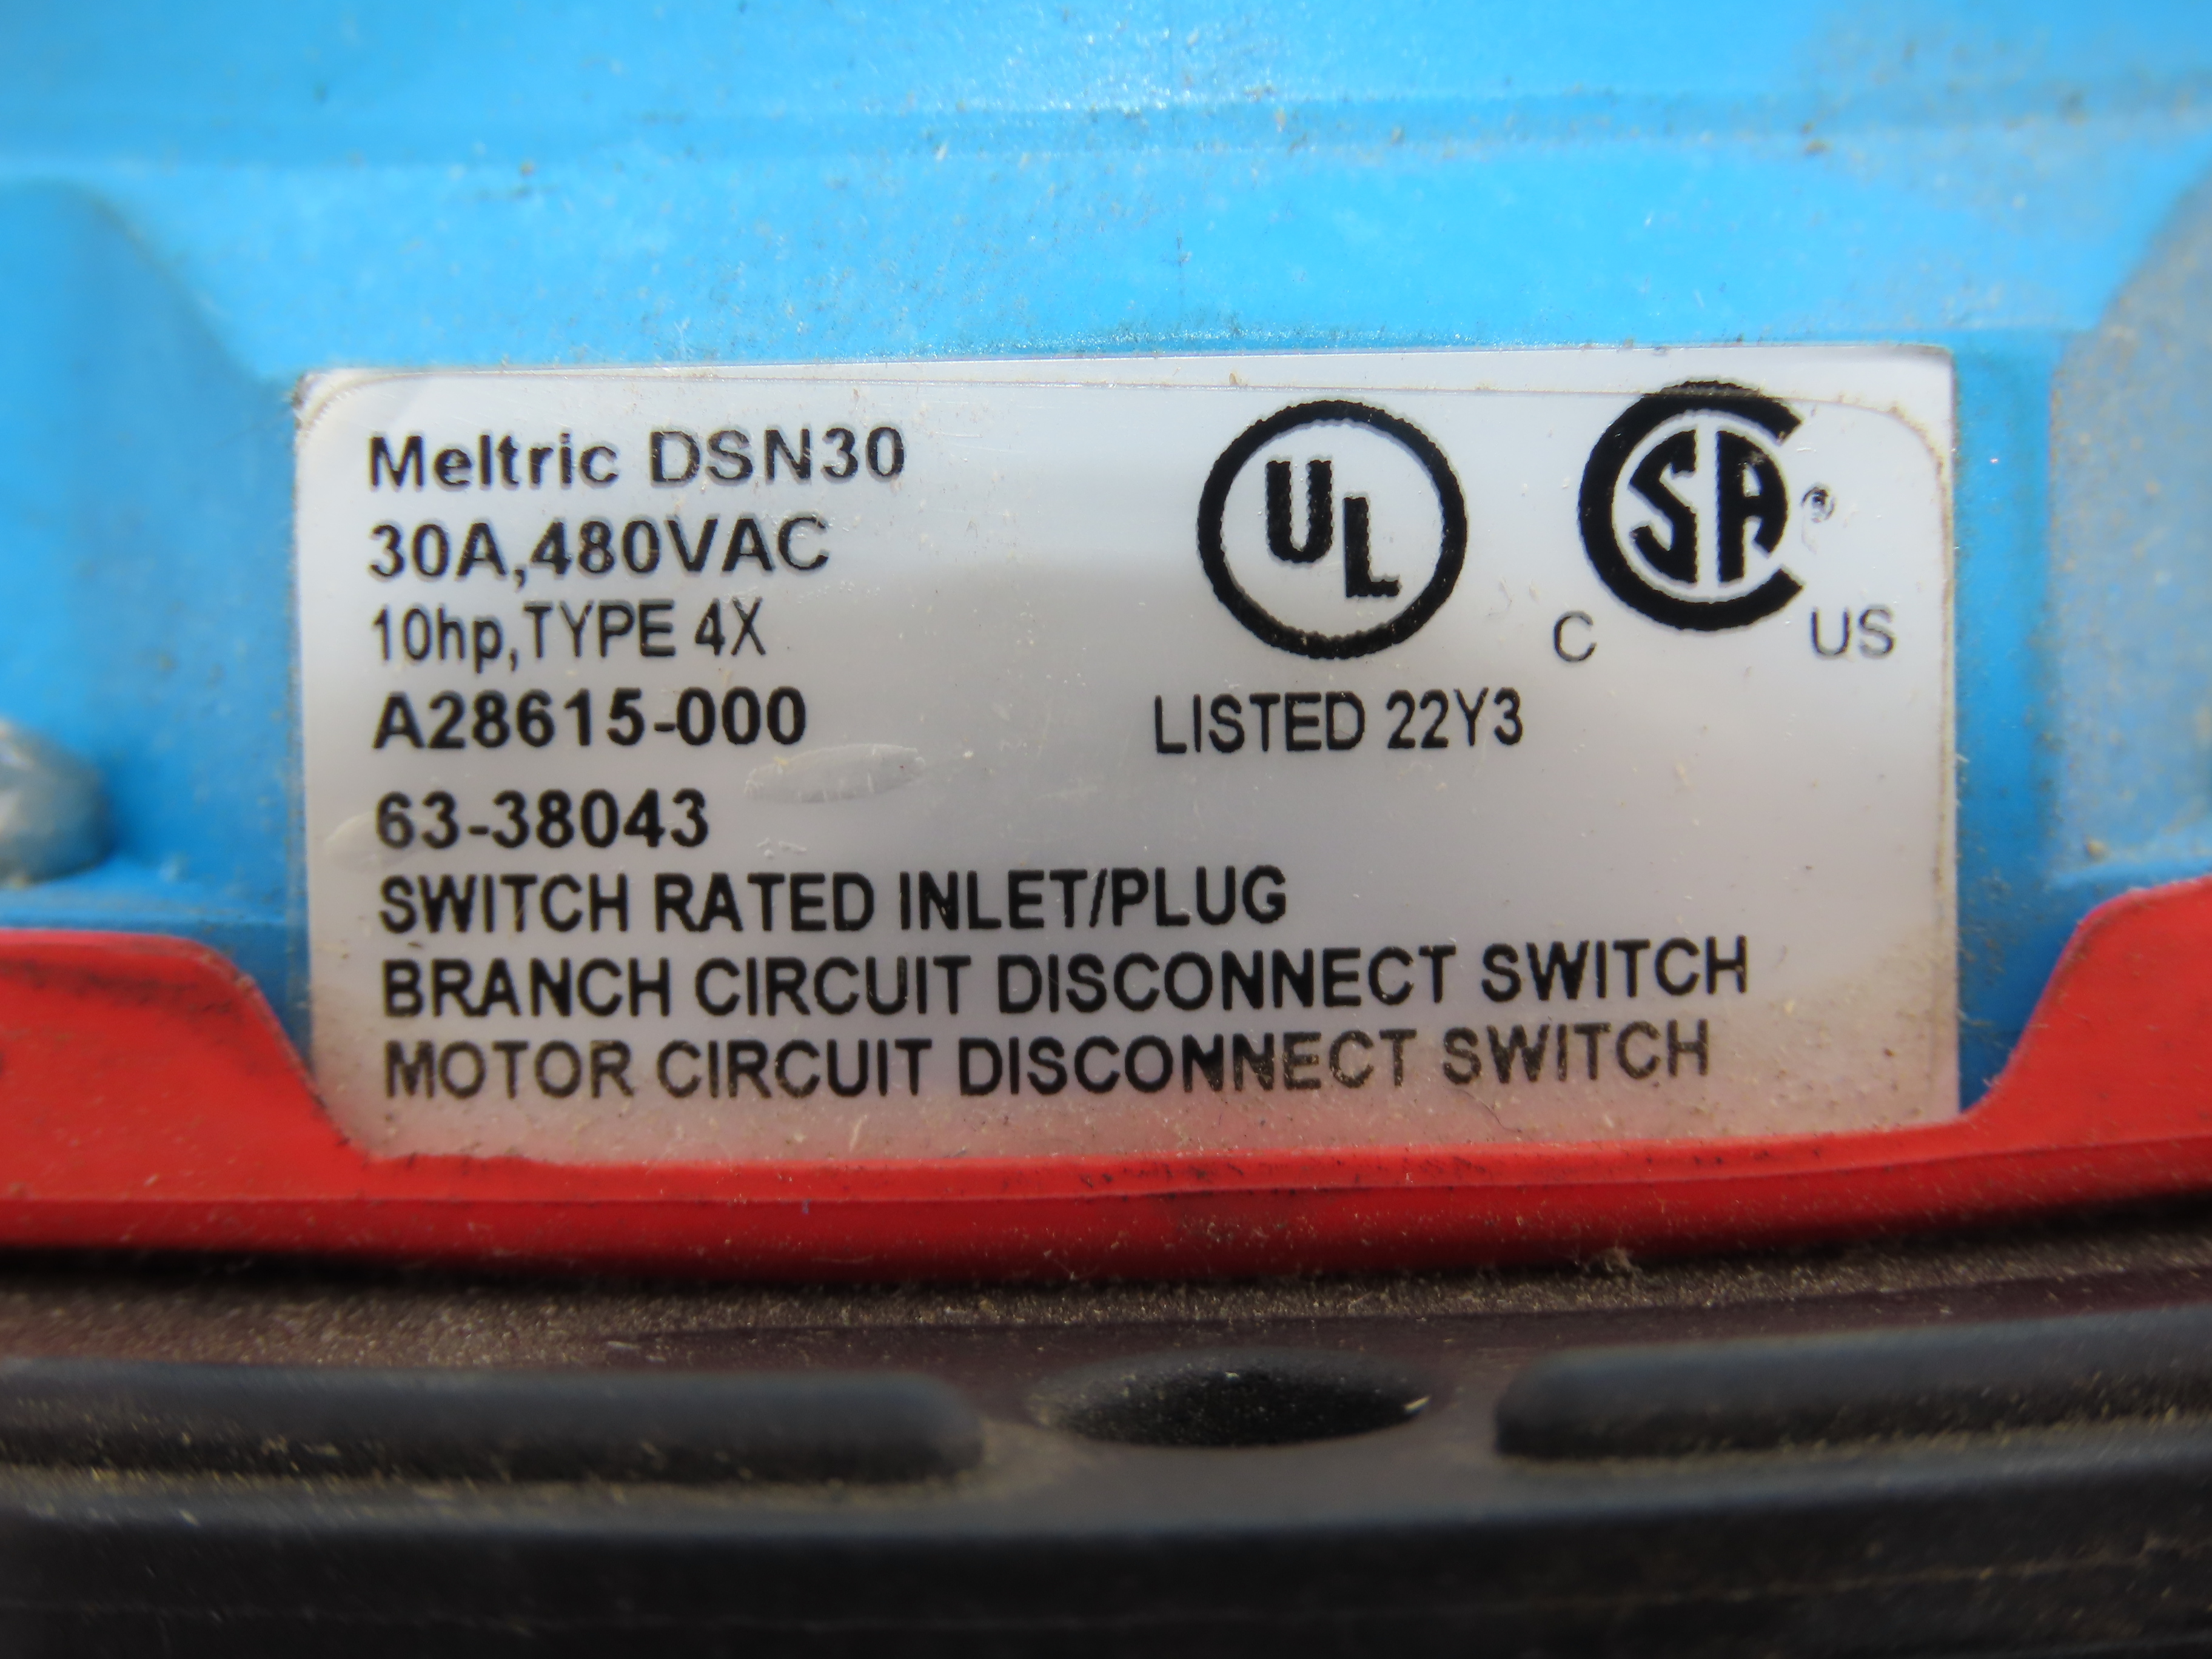 Meltric DSN30
30A,480VAC
10hp,TYPE 4X
A28615-000
63-38043
SWITCH RATED INLET/PLUG
BRANCH CIRCUIT DISCONNECT SWITCH
MOTOR CIRCUIT DISCONNECT SWITCH
UL
LISTED 22Y3
C SA ® US